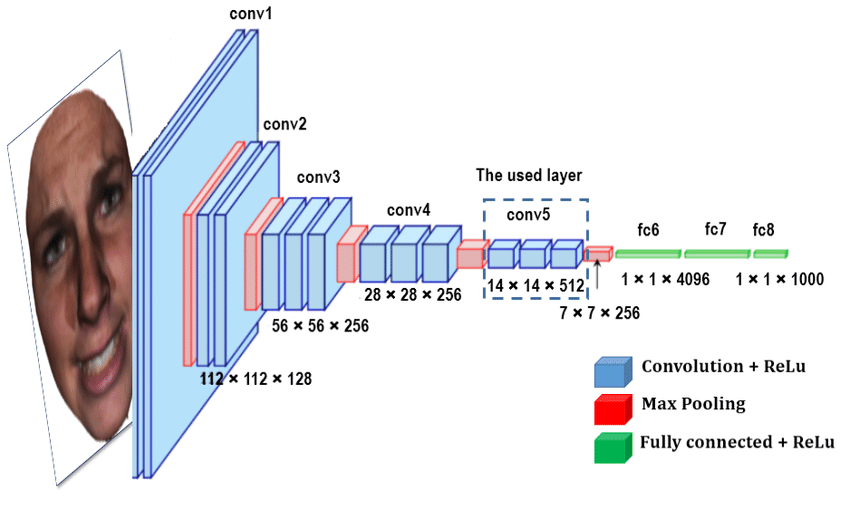 conv1
conv2
conv3
conv4
The used layer
conv5
fc6
fc7
fc8
1 × 1 × 4096
1 × 1 × 1000
14 × 14 × 512
28 × 28 × 256
7 × 7 × 256
56 × 56 × 256
112 × 112 × 128
Convolution + ReLu
Max Pooling
Fully connected + ReLu